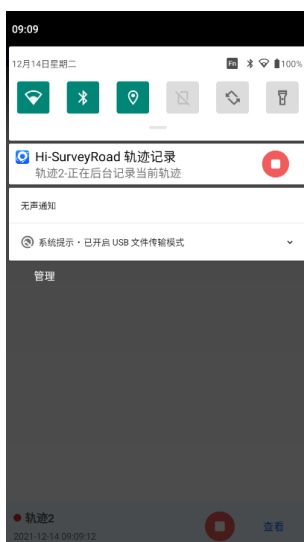 09:09
12月14日星期二
Fn
100%
Hi-SurveyRoad 轨迹记录
轨迹2-正在后台记录当前轨迹
无声通知
系统提示 · 已开启 USB 文件传输模式
管理
轨迹2
查看
2021-12-14 09:09:12